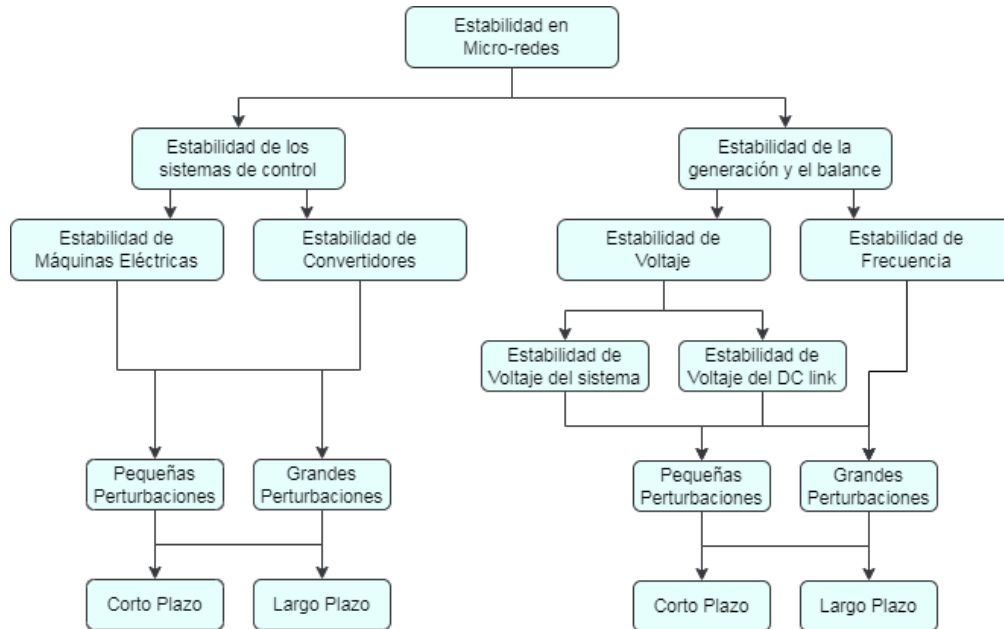 Estabilidad en
Micro-redes
Estabilidad de los
sistemas de control
Estabilidad de la
generación y el balance
Estabilidad de
Máquinas Eléctricas
Estabilidad de
Convertidores
Estabilidad de
Voltaje
Estabilidad de
Frecuencia
Estabilidad de
Voltaje del sistema
Estabilidad de
Voltaje del DC link
Pequeñas
Perturbaciones
Grandes
Perturbaciones
Pequeñas
Perturbaciones
Grandes
Perturbaciones
Corto Plazo
Largo Plazo
Corto Plazo
Largo Plazo